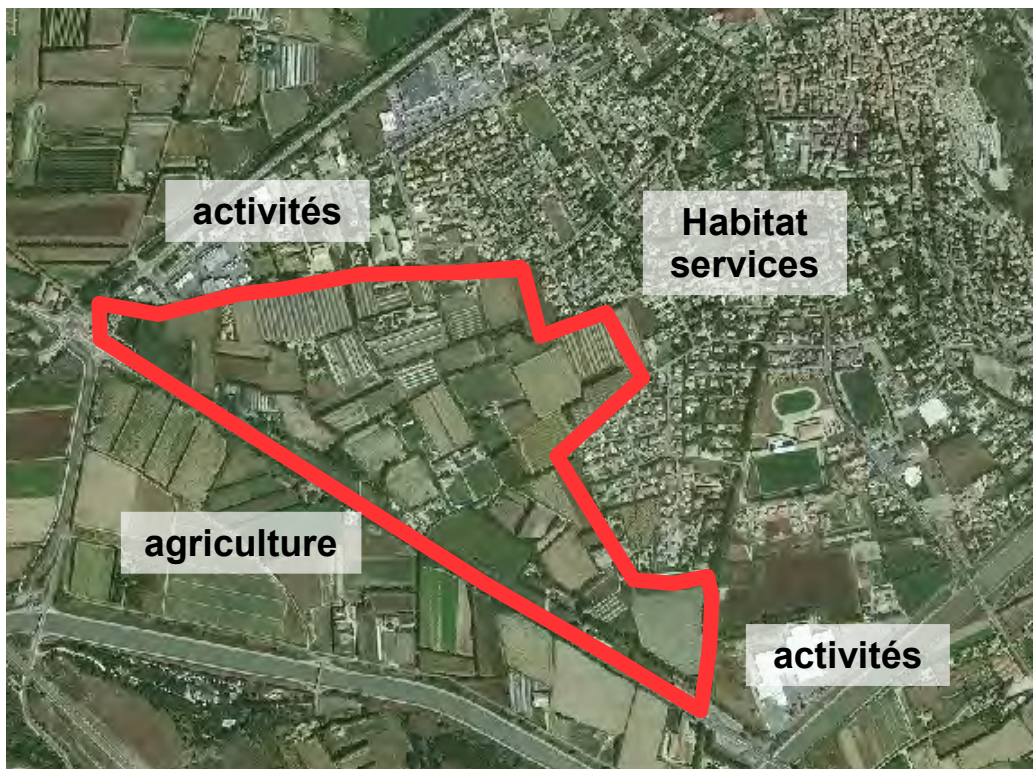 activités
Habitat
services
agriculture
activités